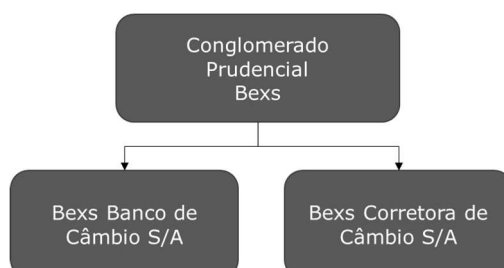 Conglomerado
Prudencial
Bexs
Bexs Banco de
Câmbio S/A
Bexs Corretora de
Câmbio S/A